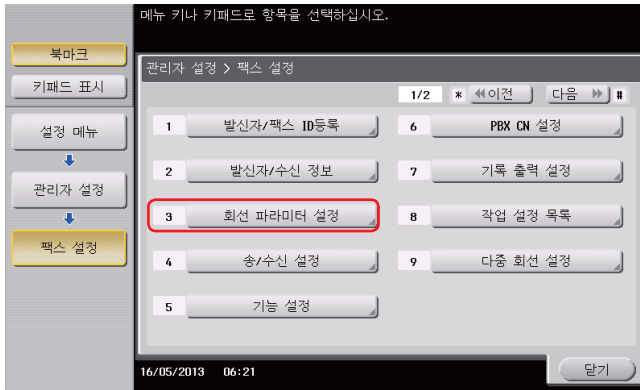 메뉴 키나 키패드로 항목을 선택하십시오.
북마크
키패드 표시
설정 메뉴
관리자 설정
팩스 설정
관리자 설정 > 팩스 설정
1/2 * ◀◀이전 다음 ▶▶ #
1 발신자/팩스 ID등록
2 발신자/수신 정보
3 회선 파라미터 설정
4 송/수신 설정
5 기능 설정
6 PBX CN 설정
7 기록 출력 설정
8 작업 설정 목록
9 다중 회선 설정
16/05/2013 06:21
닫기